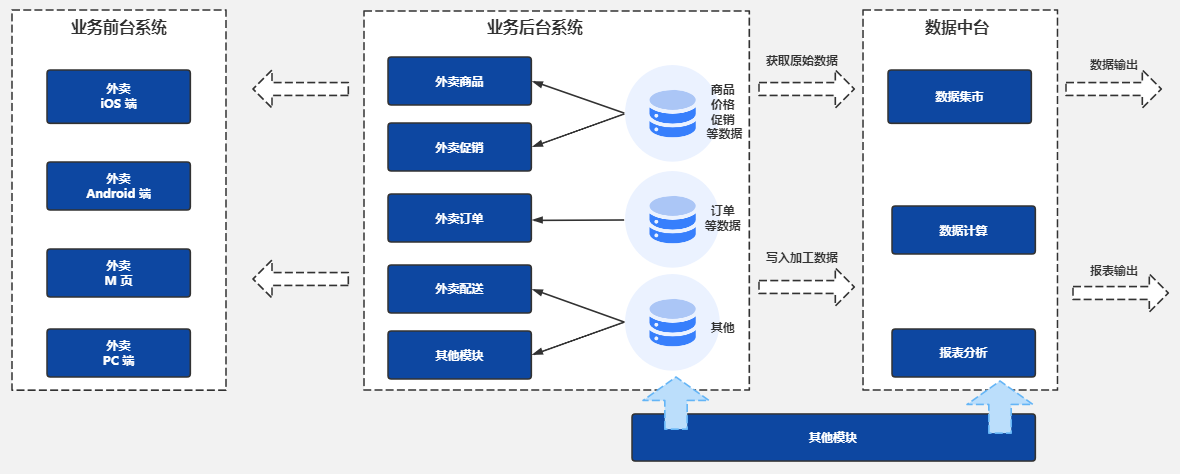 业务前台系统
外卖
iOS 端
外卖
Android 端
外卖
M 页
外卖
PC 端
业务后台系统
外卖商品
外卖促销
外卖订单
外卖配送
其他模块
商品
价格
促销
等数据
订单
等数据
其他
获取原始数据
写入加工数据
数据中台
数据集市
数据计算
报表分析
数据输出
报表输出
其他模块